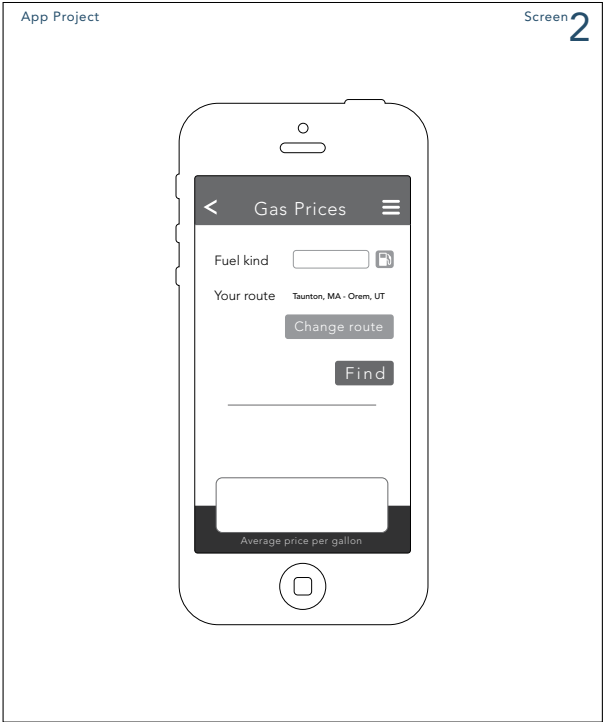 App Project
Screen 2
< Gas Prices
Fuel kind
Your route Taunton, MA - Orem, UT
Change route
Find
Average price per gallon